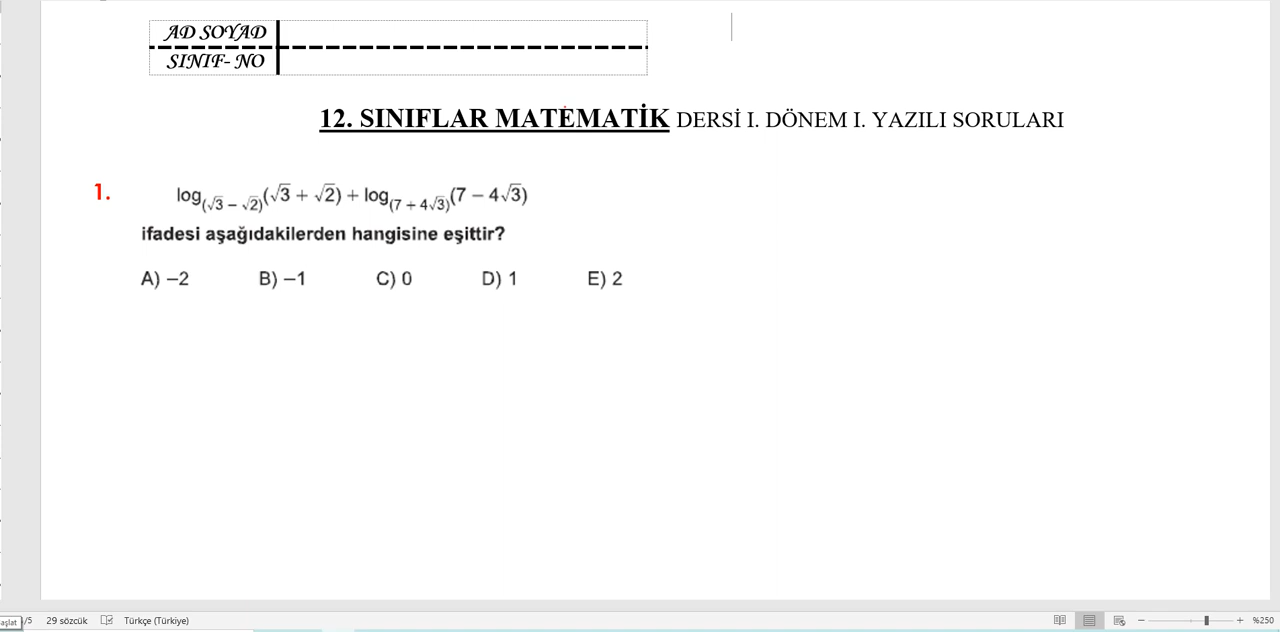 AD SOYAD
SINIF- NO
12. SINIFLAR MATEMATİK DERSİ I. DÖNEM I. YAZILI SORULARI
1. log(√3 − √2)(√3 + √2) + log(7 + 4√3)(7 − 4√3)
ifadesi aşağıdakilerden hangisine eşittir?
A) −2 B) −1 C) 0 D) 1 E) 2
aşlat /5 29 sözcük Türkçe (Türkiye) %250